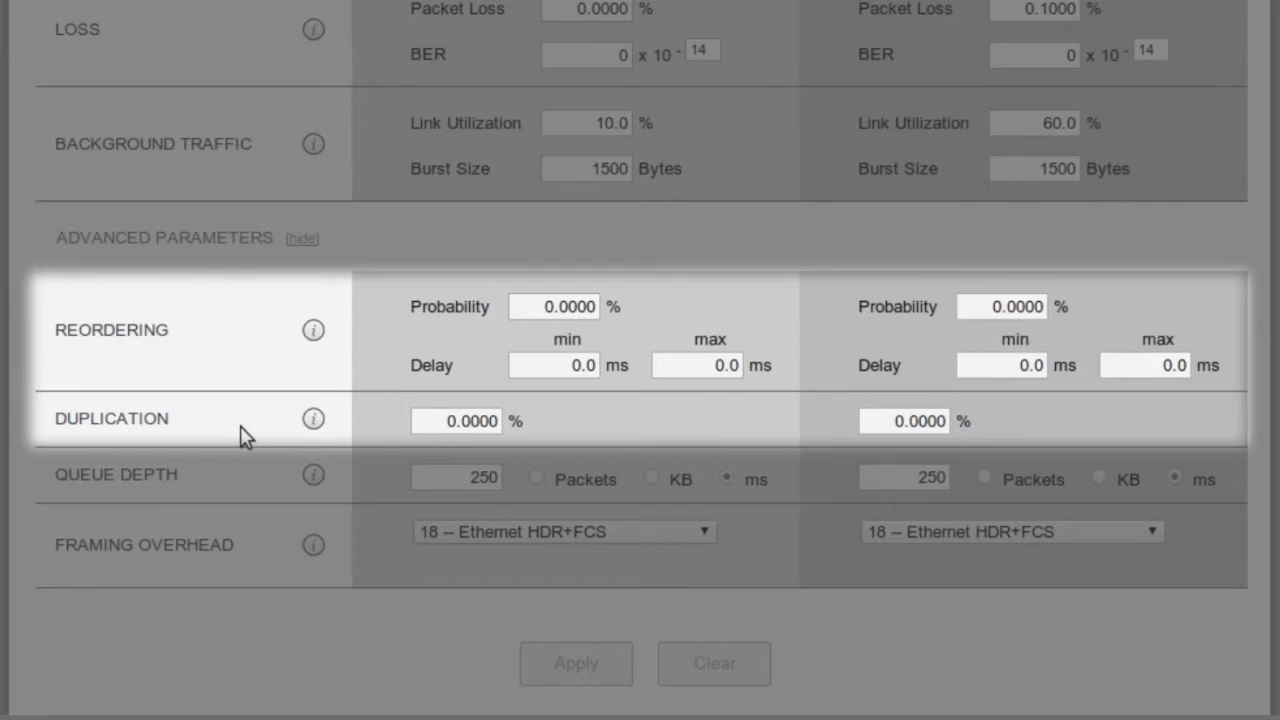 Packet Loss 0.0000 % Packet Loss 0.1000 %
LOSS
BER 0 x 10 - 14 BER 0 x 10 - 14
Link Utilization 10.0 % Link Utilization 60.0 %
BACKGROUND TRAFFIC
Burst Size 1500 Bytes Burst Size 1500 Bytes
ADVANCED PARAMETERS [hide]
Probability 0.0000 % Probability 0.0000 %
REORDERING
min max min max
Delay 0.0 ms 0.0 ms Delay 0.0 ms 0.0 ms
DUPLICATION 0.0000 % 0.0000 %
QUEUE DEPTH 250 Packets KB ms 250 Packets KB ms
18 -- Ethernet HDR+FCS 18 -- Ethernet HDR+FCS
FRAMING OVERHEAD
Apply Clear